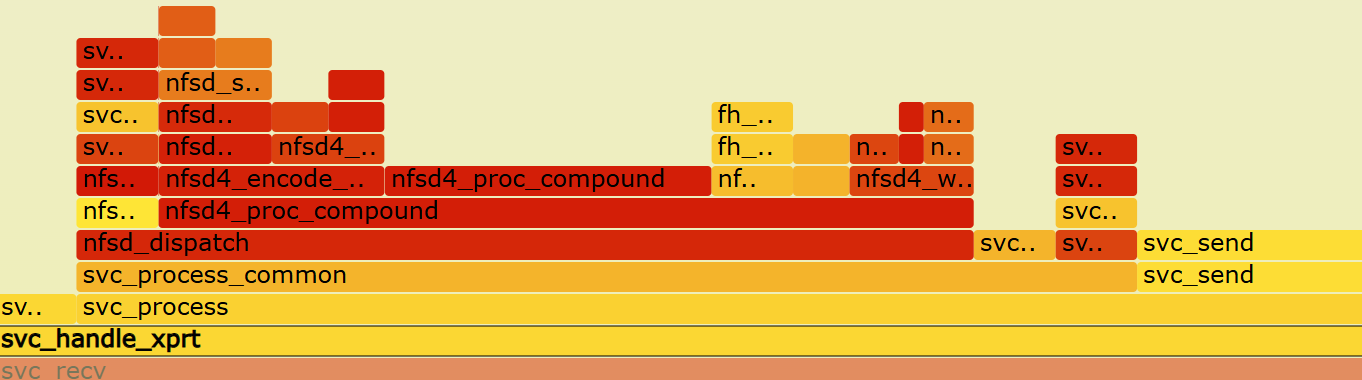 sv..
sv.. nfsd_s..
svc.. nfsd.. fh_.. n..
sv.. nfsd.. nfsd4_.. fh_.. n.. n.. sv..
nfs.. nfsd4_encode_.. nfsd4_proc_compound nf.. nfsd4_w.. sv..
nfs.. nfsd4_proc_compound svc..
nfsd_dispatch svc.. sv.. svc_send
svc_process_common svc_send
sv.. svc_process
svc_handle_xprt
svc_recv